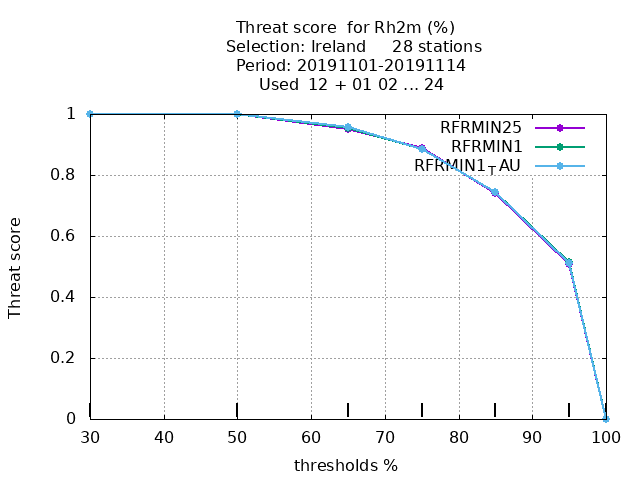 Threat score for Rh2m (%)
Selection: Ireland 28 stations
Period: 20191101-20191114
Used 12 + 01 02 ... 24
RFRMIN25
RFRMIN1
RFRMIN1TAU
Threat score
1
0.8
0.6
0.4
0.2
0
30 40 50 60 70 80 90 100
thresholds %